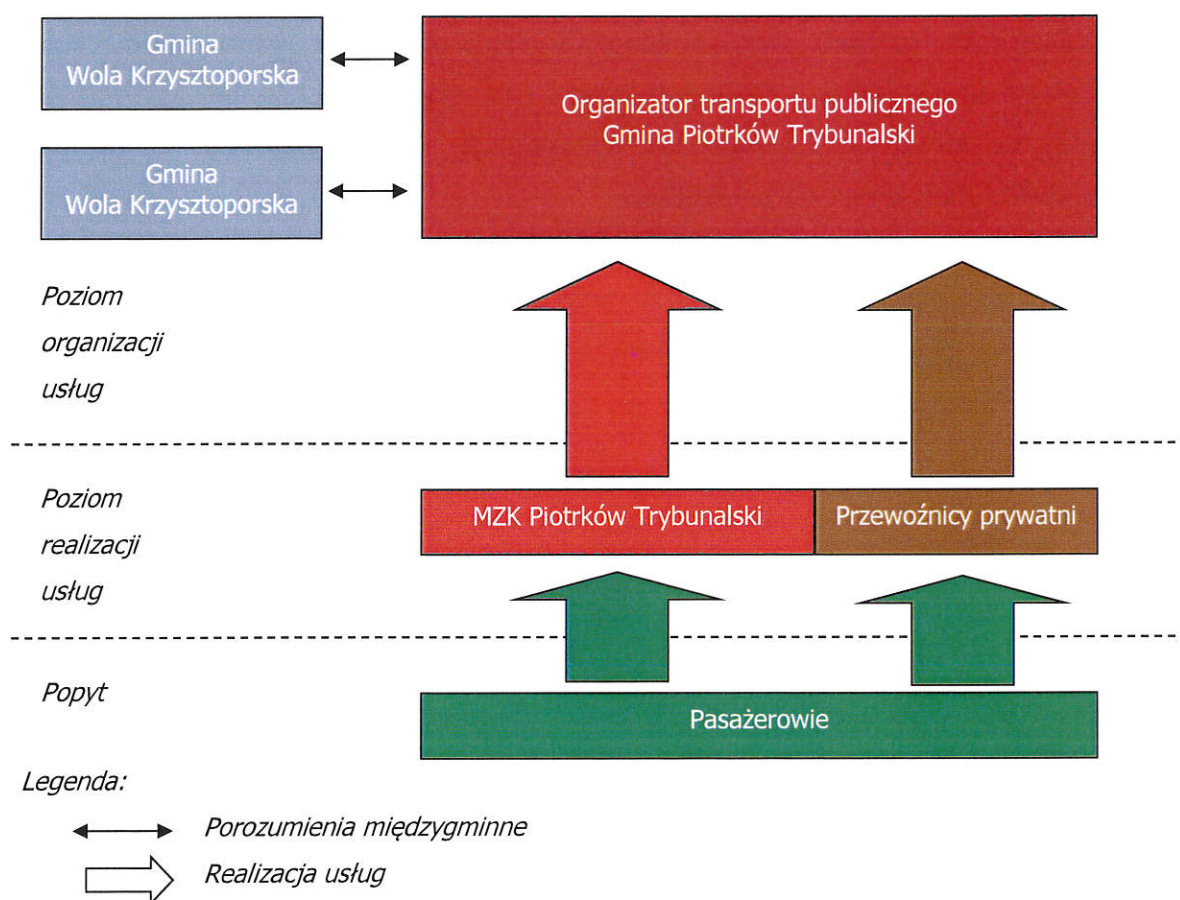 Gmina
Wola Krzysztoporska
Organizator transportu publicznego
Gmina Piotrków Trybunalski
Gmina
Wola Krzysztoporska
Poziom
organizacji
usług
Poziom
realizacji
usług
MZK Piotrków Trybunalski
Przewoźnicy prywatni
Popyt
Pasażerowie
Legenda:
Porozumienia międzygminne
Realizacja usług